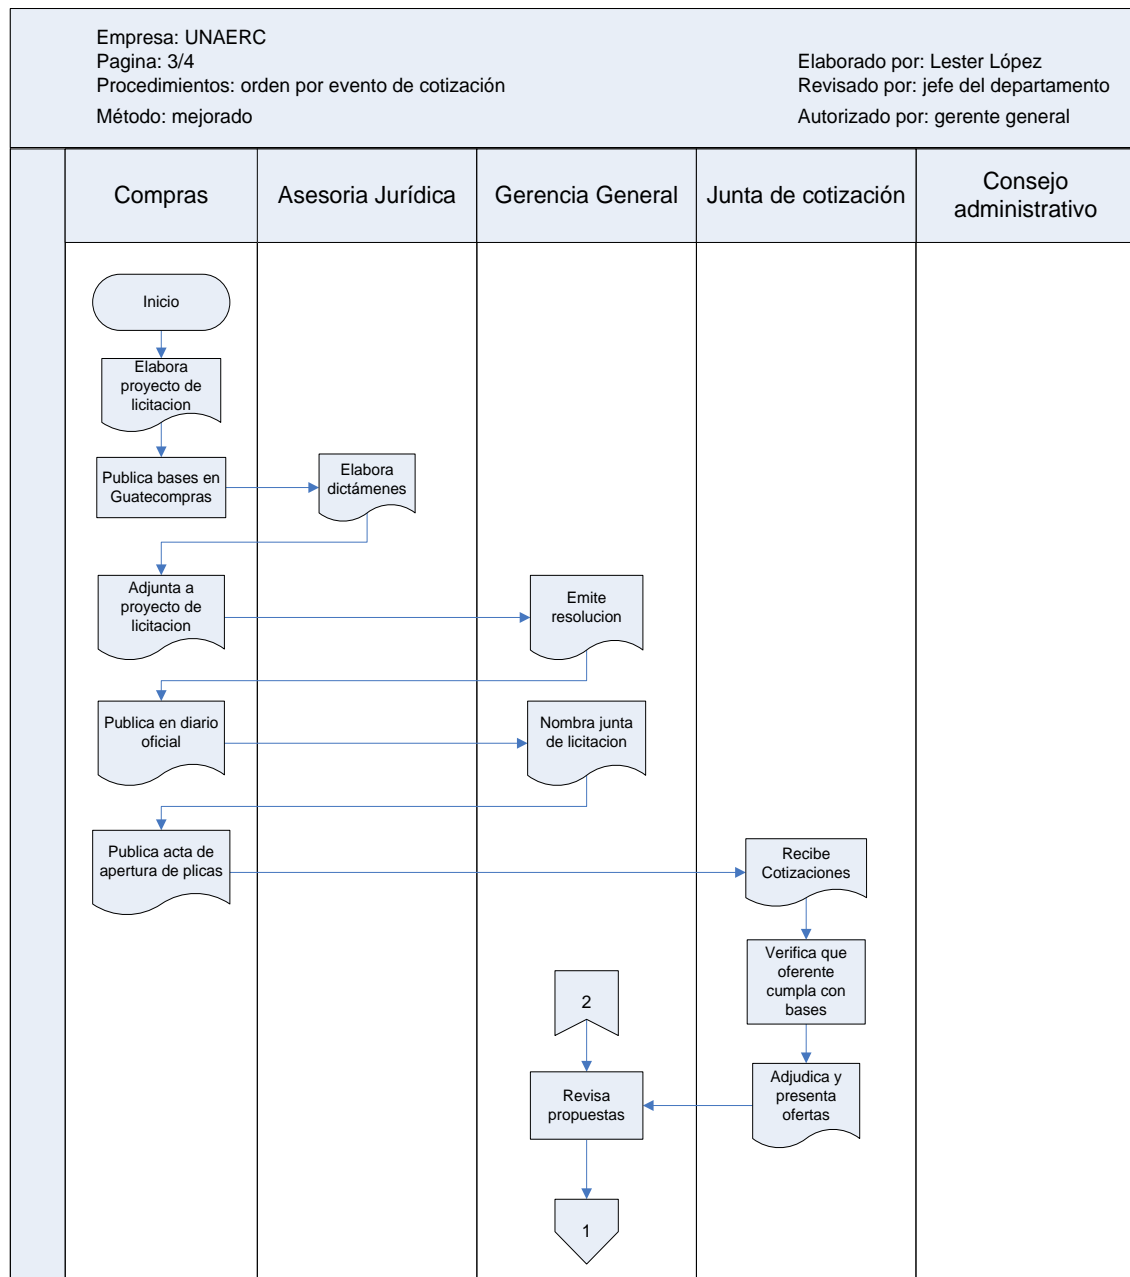 Empresa: UNAERC
Pagina: 3/4
Procedimientos: orden por evento de cotización
Método: mejorado
Elaborado por: Lester López
Revisado por: jefe del departamento
Autorizado por: gerente general
Compras
Asesoria Jurídica
Gerencia General
Junta de cotización
Consejo
administrativo
Inicio
Elabora
proyecto de
licitacion
Publica bases en
Guatecompras
Elabora
dictámenes
Adjunta a
proyecto de
licitacion
Emite
resolucion
Publica en diario
oficial
Nombra junta
de licitacion
Publica acta de
apertura de plicas
Recibe
Cotizaciones
Verifica que
oferente
cumpla con
bases
2
Adjudica y
presenta
ofertas
Revisa
propuestas
1